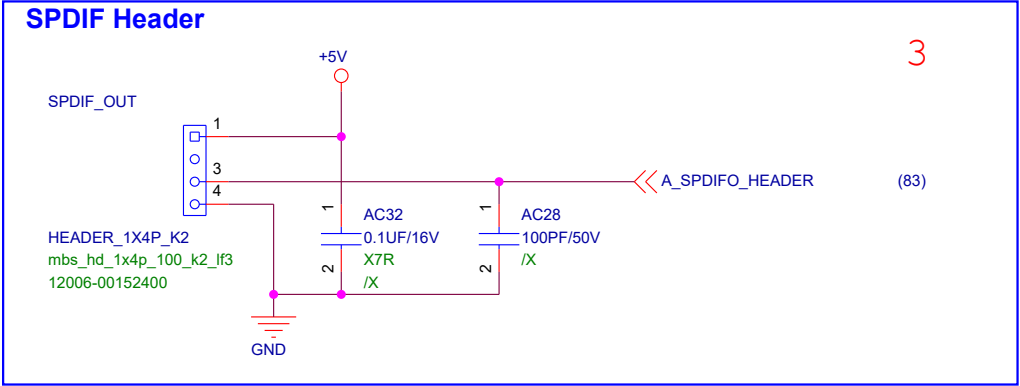 SPDIF Header
3
+5V
SPDIF_OUT
1
3
4
A_SPDIFO_HEADER
(83)
1
AC32
0.1UF/16V
X7R
/X
2
1
AC28
100PF/50V
/X
2
HEADER_1X4P_K2
mbs_hd_1x4p_100_k2_lf3
12006-00152400
GND